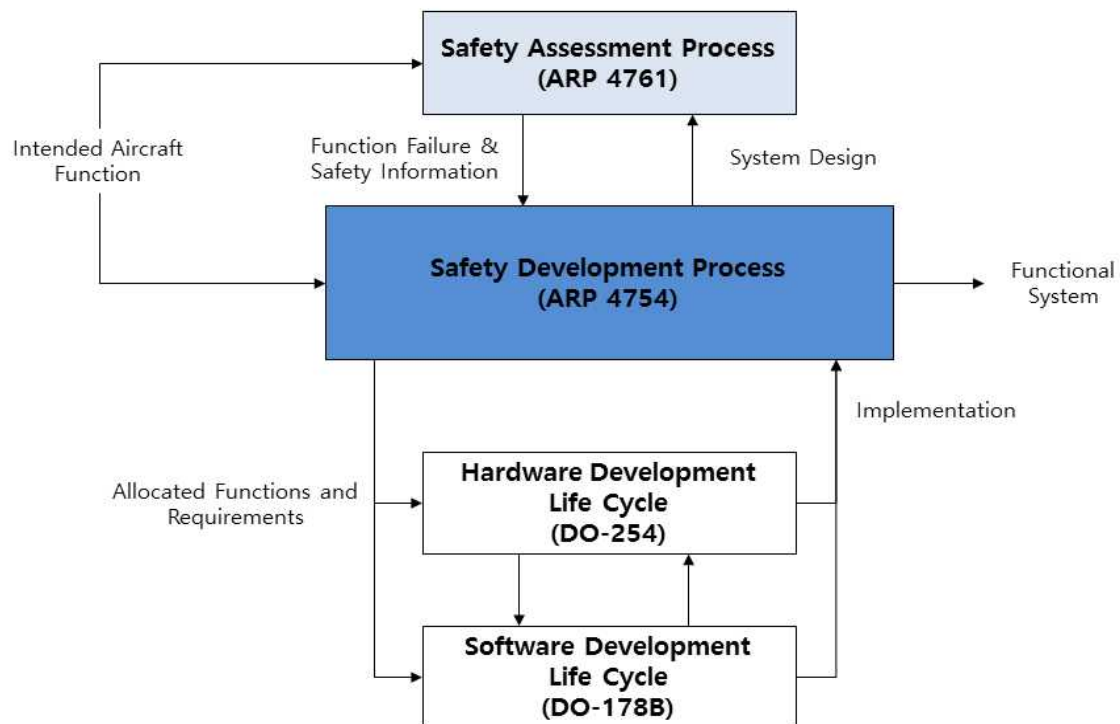 Safety Assessment Process
(ARP 4761)
Intended Aircraft
Function
Function Failure &
Safety Information
System Design
Safety Development Process
(ARP 4754)
Functional
System
Implementation
Allocated Functions and
Requirements
Hardware Development
Life Cycle
(DO-254)
Software Development
Life Cycle
(DO-178B)